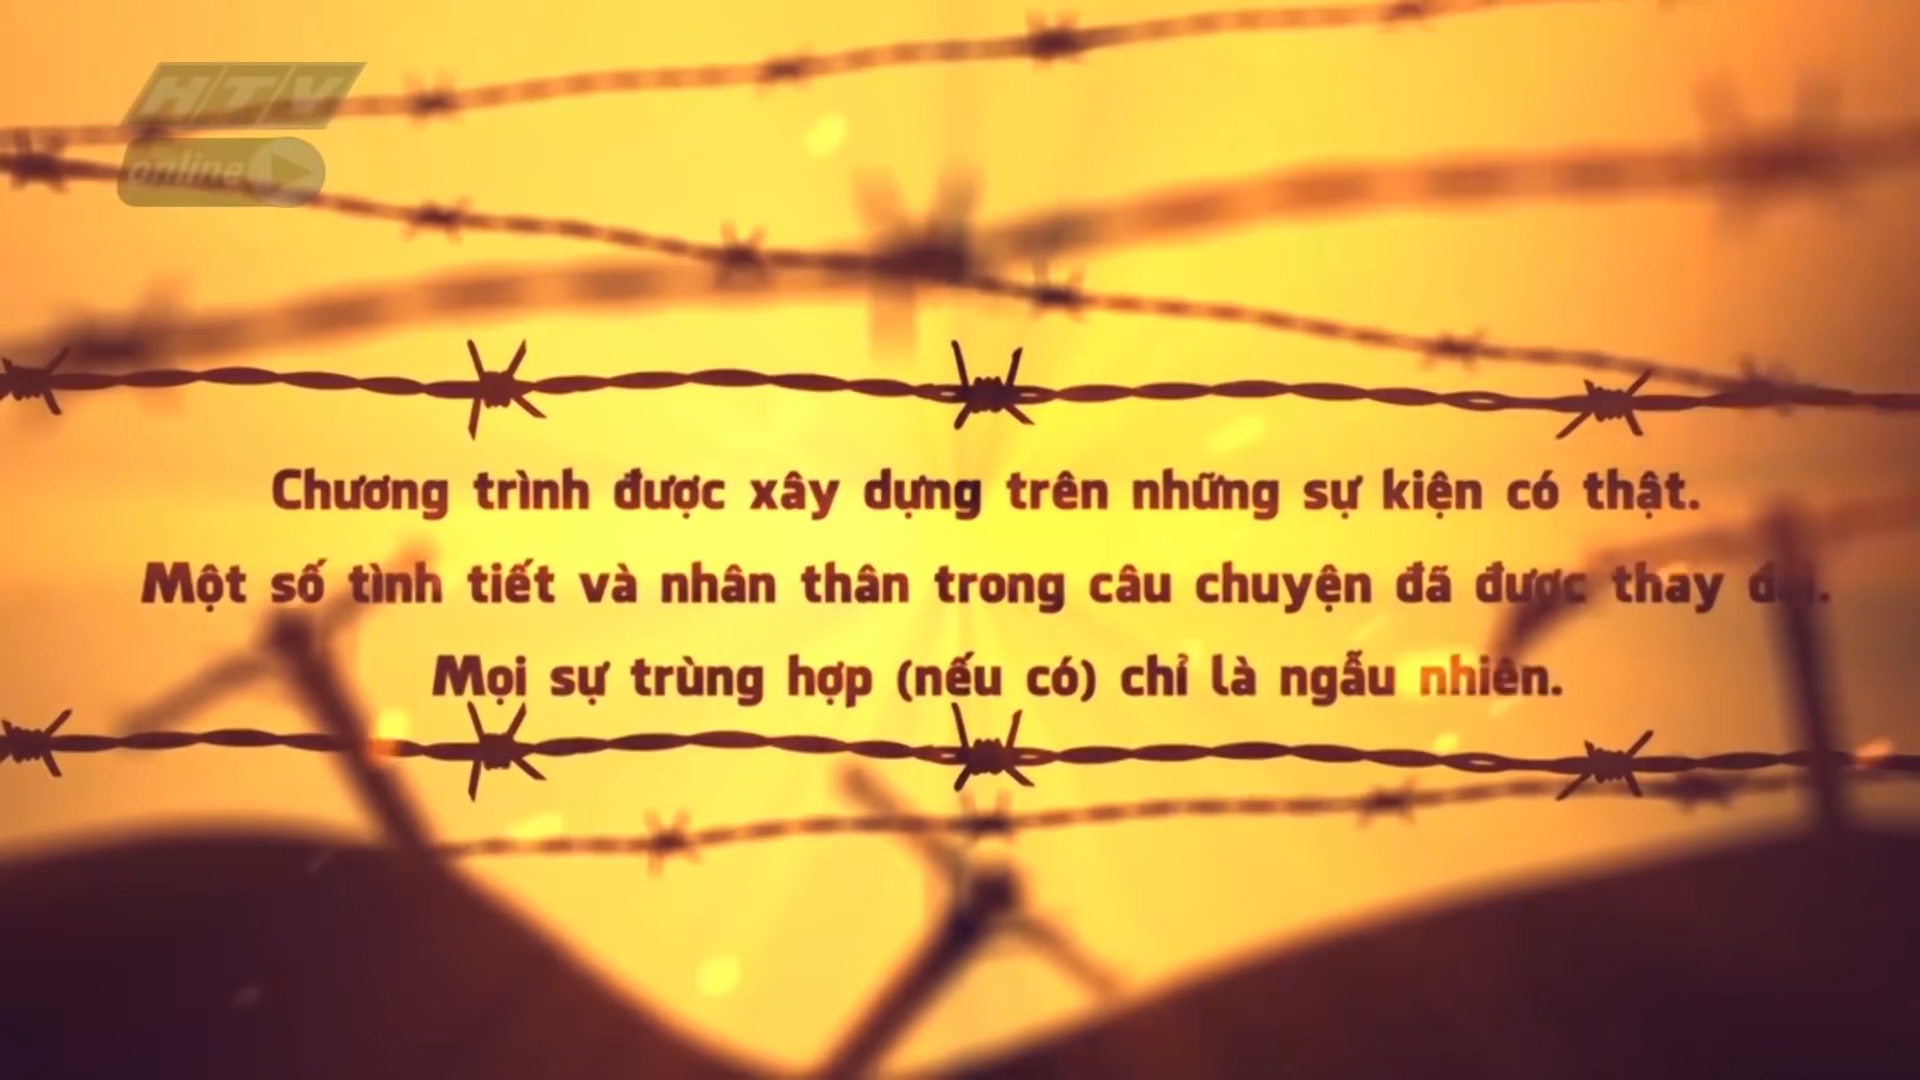 HTV
online
Chương trình được xây dựng trên những sự kiện có thật.
Một số tình tiết và nhân thân trong câu chuyện đã được thay đổi.
Mọi sự trùng hợp (nếu có) chỉ là ngẫu nhiên.